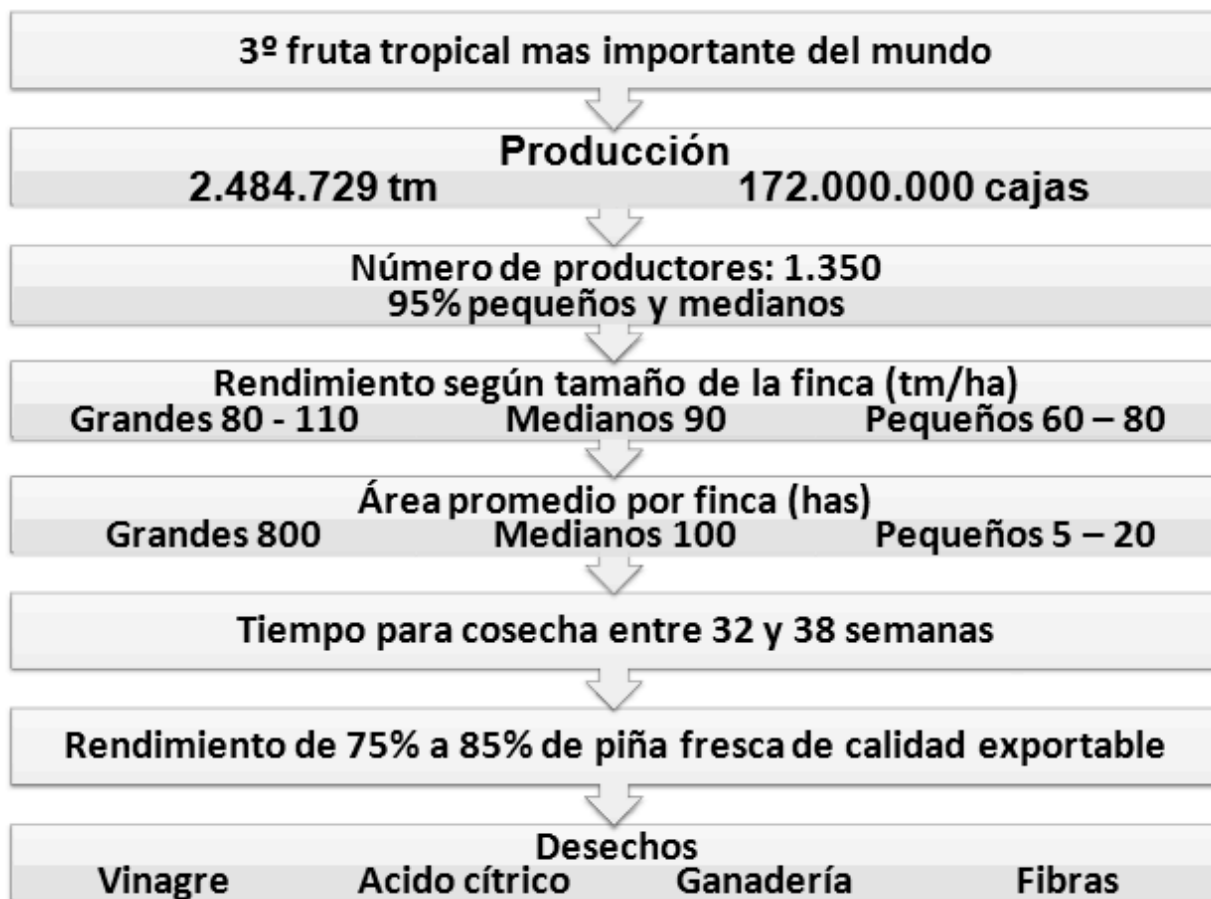 3º fruta tropical mas importante del mundo
Producción
2.484.729 tm 172.000.000 cajas
Número de productores: 1.350
95% pequeños y medianos
Rendimiento según tamaño de la finca (tm/ha)
Grandes 80 - 110 Medianos 90 Pequeños 60 – 80
Área promedio por finca (has)
Grandes 800 Medianos 100 Pequeños 5 – 20
Tiempo para cosecha entre 32 y 38 semanas
Rendimiento de 75% a 85% de piña fresca de calidad exportable
Desechos
Vinagre Acido cítrico Ganadería Fibras